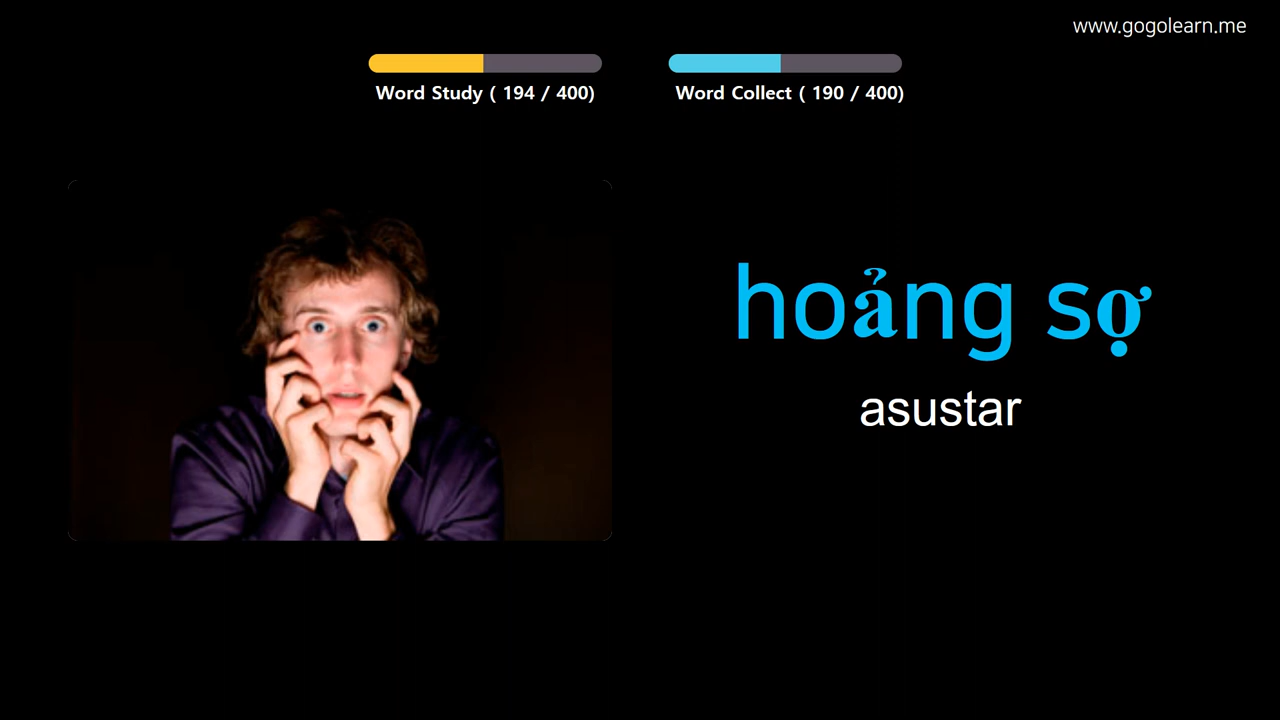 www.gogolearn.me
Word Study ( 194 / 400)
Word Collect ( 190 / 400)
hoảng sợ
asustar